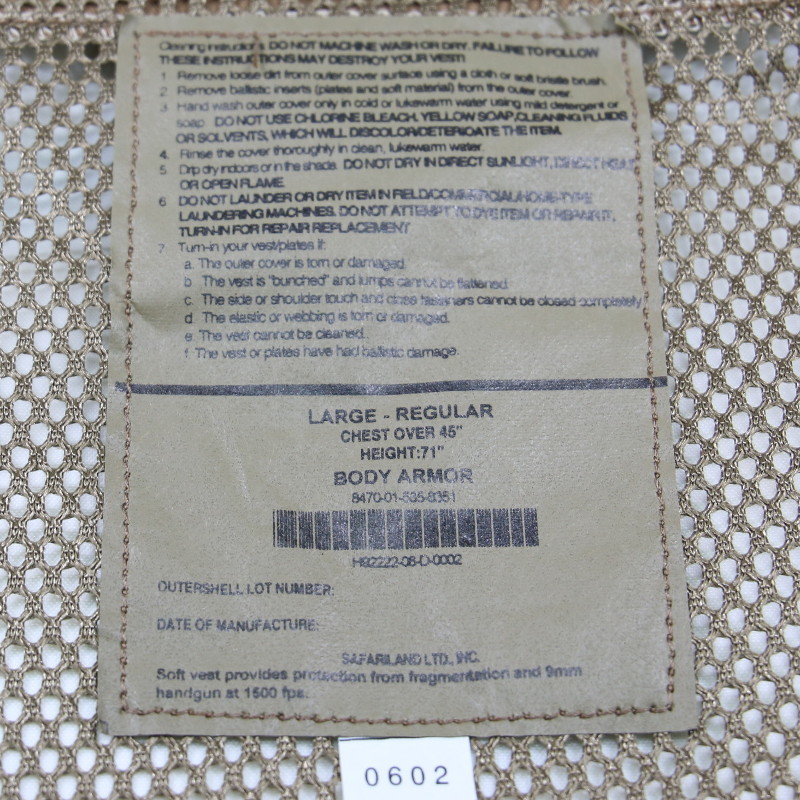 Cleaning instructions DO NOT MACHINE WASH OR DRY. FAILURE TO FOLLOW
THESE INSTRUCTIONS MAY DESTROY YOUR VEST!
1 Remove loose dirt from outer cover surface using a cloth or soft bristle brush.
2. Remove ballistic inserts (plates and soft material) from the outer cover.
3 Hand wash outer cover only in cold or lukewarm water using mild detergent or
soap. DO NOT USE CHLORINE BLEACH, YELLOW SOAP, CLEANING FLUIDS
OR SOLVENTS, WHICH WILL DISCOLOR/DETERIOATE THE ITEM.
4. Rinse the cover thoroughly in clean, lukewarm water.
5 Drip dry indoors or in the shade. DO NOT DRY IN DIRECT SUNLIGHT,
OR OPEN FLAME.
6 DO NOT LAUNDER OR DRY ITEM IN FIELD/COMMERCIAL/HOME-TYPE
LAUNDERING MACHINES. DO NOT ATTEMPT TO DYE ITEM OR REPAIR IT,
TURN-IN FOR REPAIR REPLACEMENT
7. Turn-in your vest/plates if:
a. The outer cover is torn or damaged.
b The vest is "bunched" and lumps cannot be flattened.
c. The side or shoulder touch and close fasteners cannot be closed completely
d The elastic or webbing is torn or damaged.
e. The vest cannot be cleaned.
f. The vest or plates have had ballistic damage.
LARGE - REGULAR
CHEST OVER 45"
HEIGHT:71"
BODY ARMOR
8470-01-535-8351
H92222-06-D-0002
OUTERSHELL LOT NUMBER:
DATE OF MANUFACTURE:
SAFARILAND LTD., INC.
Soft vest provides protection from fragmentation and 9mm
handgun at 1500 fps.
0602